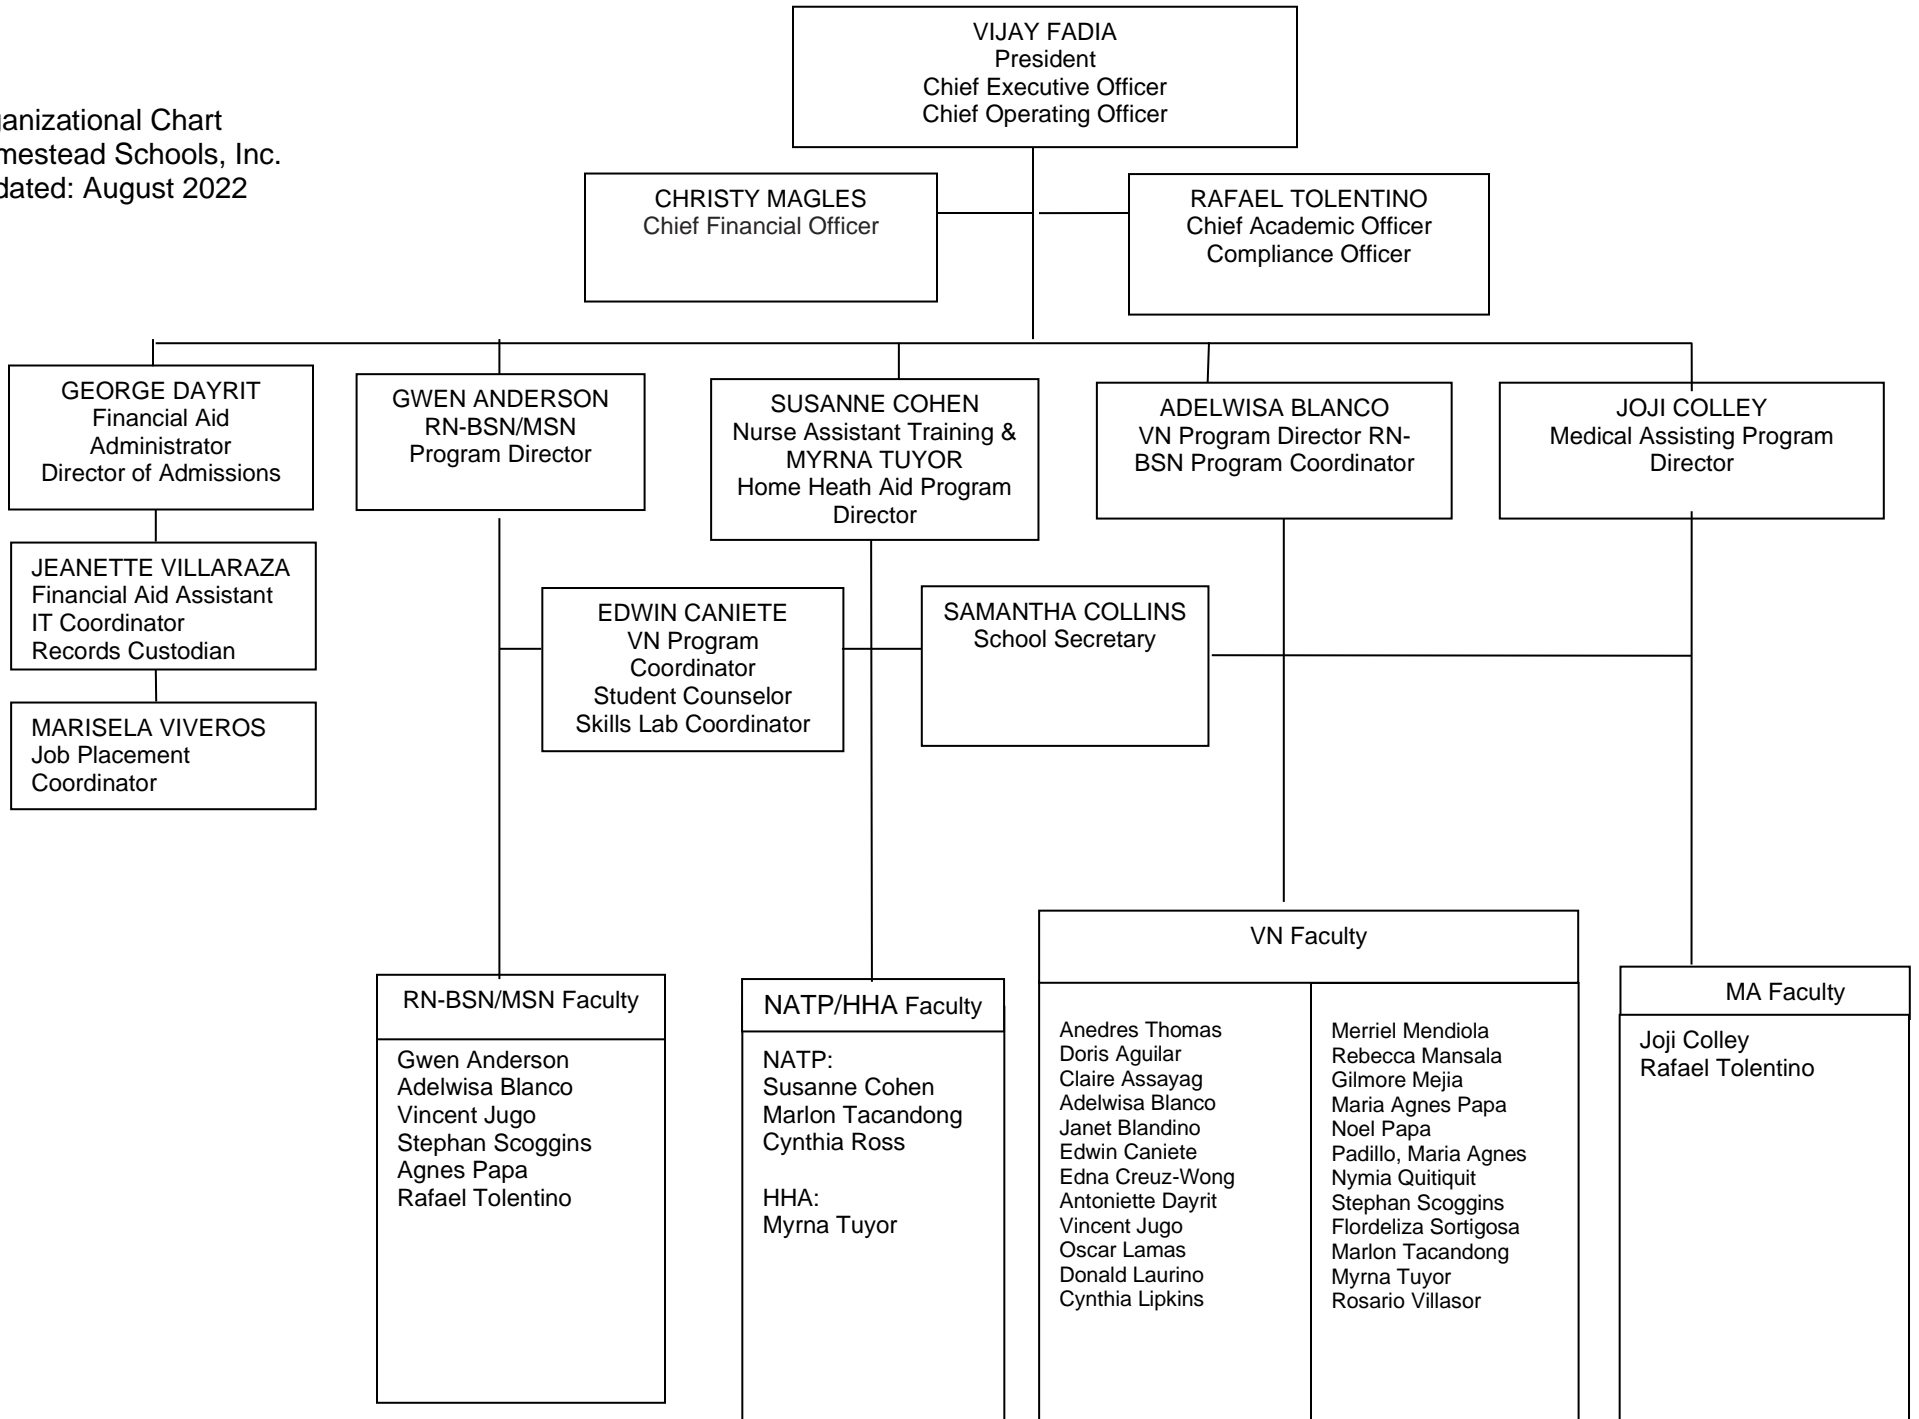 VIJAY FADIA
President
Chief Executive Officer
Chief Operating Officer
ganizational Chart
mestead Schools, Inc.
dated: August 2022
CHRISTY MAGLES
Chief Financial Officer
RAFAEL TOLENTINO
Chief Academic Officer
Compliance Officer
GEORGE DAYRIT
Financial Aid
Administrator
Director of Admissions
GWEN ANDERSON
RN-BSN/MSN
Program Director
SUSANNE COHEN
Nurse Assistant Training &
MYRNA TUYOR
Home Heath Aid Program
Director
ADELWISA BLANCO
VN Program Director RN-
BSN Program Coordinator
JOJI COLLEY
Medical Assisting Program
Director
JEANETTE VILLARAZA
Financial Aid Assistant
IT Coordinator
Records Custodian
EDWIN CANIETE
VN Program
Coordinator
Student Counselor
Skills Lab Coordinator
SAMANTHA COLLINS
School Secretary
MARISELA VIVEROS
Job Placement
Coordinator
RN-BSN/MSN Faculty
Gwen Anderson
Adelwisa Blanco
Vincent Jugo
Stephan Scoggins
Agnes Papa
Rafael Tolentino
NATP/HHA Faculty
NATP:
Susanne Cohen
Marlon Tacandong
Cynthia Ross
HHA:
Myrna Tuyor
VN Faculty
Anedres Thomas
Doris Aguilar
Claire Assayag
Adelwisa Blanco
Janet Blandino
Edwin Caniete
Edna Creuz-Wong
Antoniette Dayrit
Vincent Jugo
Oscar Lamas
Donald Laurino
Cynthia Lipkins
Merriel Mendiola
Rebecca Mansala
Gilmore Mejia
Maria Agnes Papa
Noel Papa
Padillo, Maria Agnes
Nymia Quitiquit
Stephan Scoggins
Flordeliza Sortigosa
Marlon Tacandong
Myrna Tuyor
Rosario Villasor
MA Faculty
Joji Colley
Rafael Tolentino